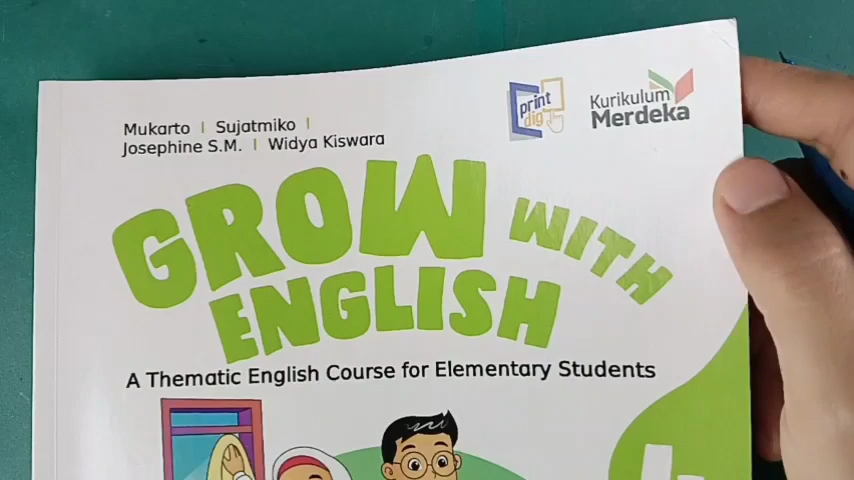 Mukarto | Sujatmiko |
Josephine S.M. | Widya Kiswara
print
dig
Kurikulum
Merdeka
GROW WITH
ENGLISH
A Thematic English Course for Elementary Students